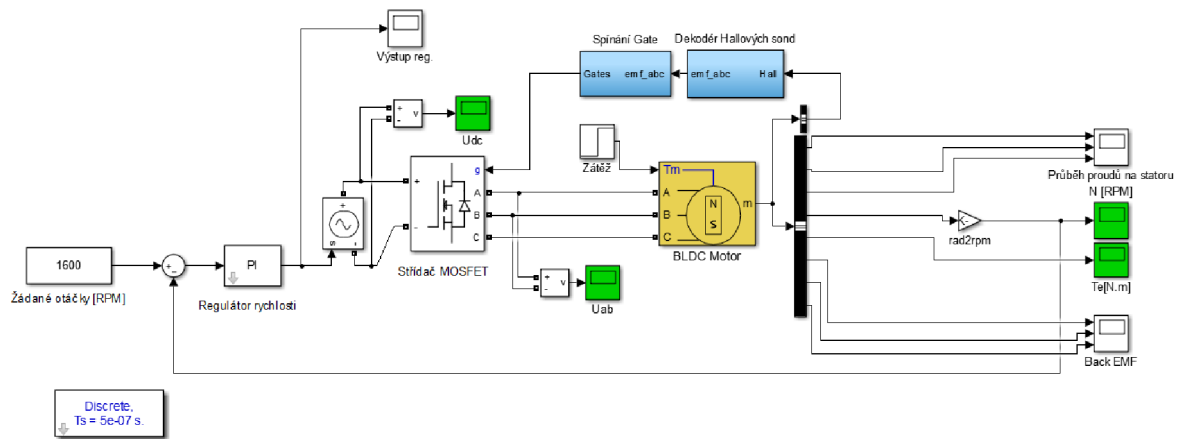 Výstup reg.
Spínání Gate
Dekodér Hallových sond
Gates
emf_abc
emf_abc
Hall
+
-
v
Udc
Zátěž
g
+
-
A
B
C
Střídač MOSFET
Tm
A
B
C
N
S
m
BLDC Motor
Průběh proudů na statoru
N [RPM]
rad2rpm
Te[N.m]
Back EMF
+
-
s
1600
Žádané otáčky [RPM]
+
-
PI
Regulátor rychlosti
+
-
v
Uab
Discrete,
Ts = 5e-07 s.